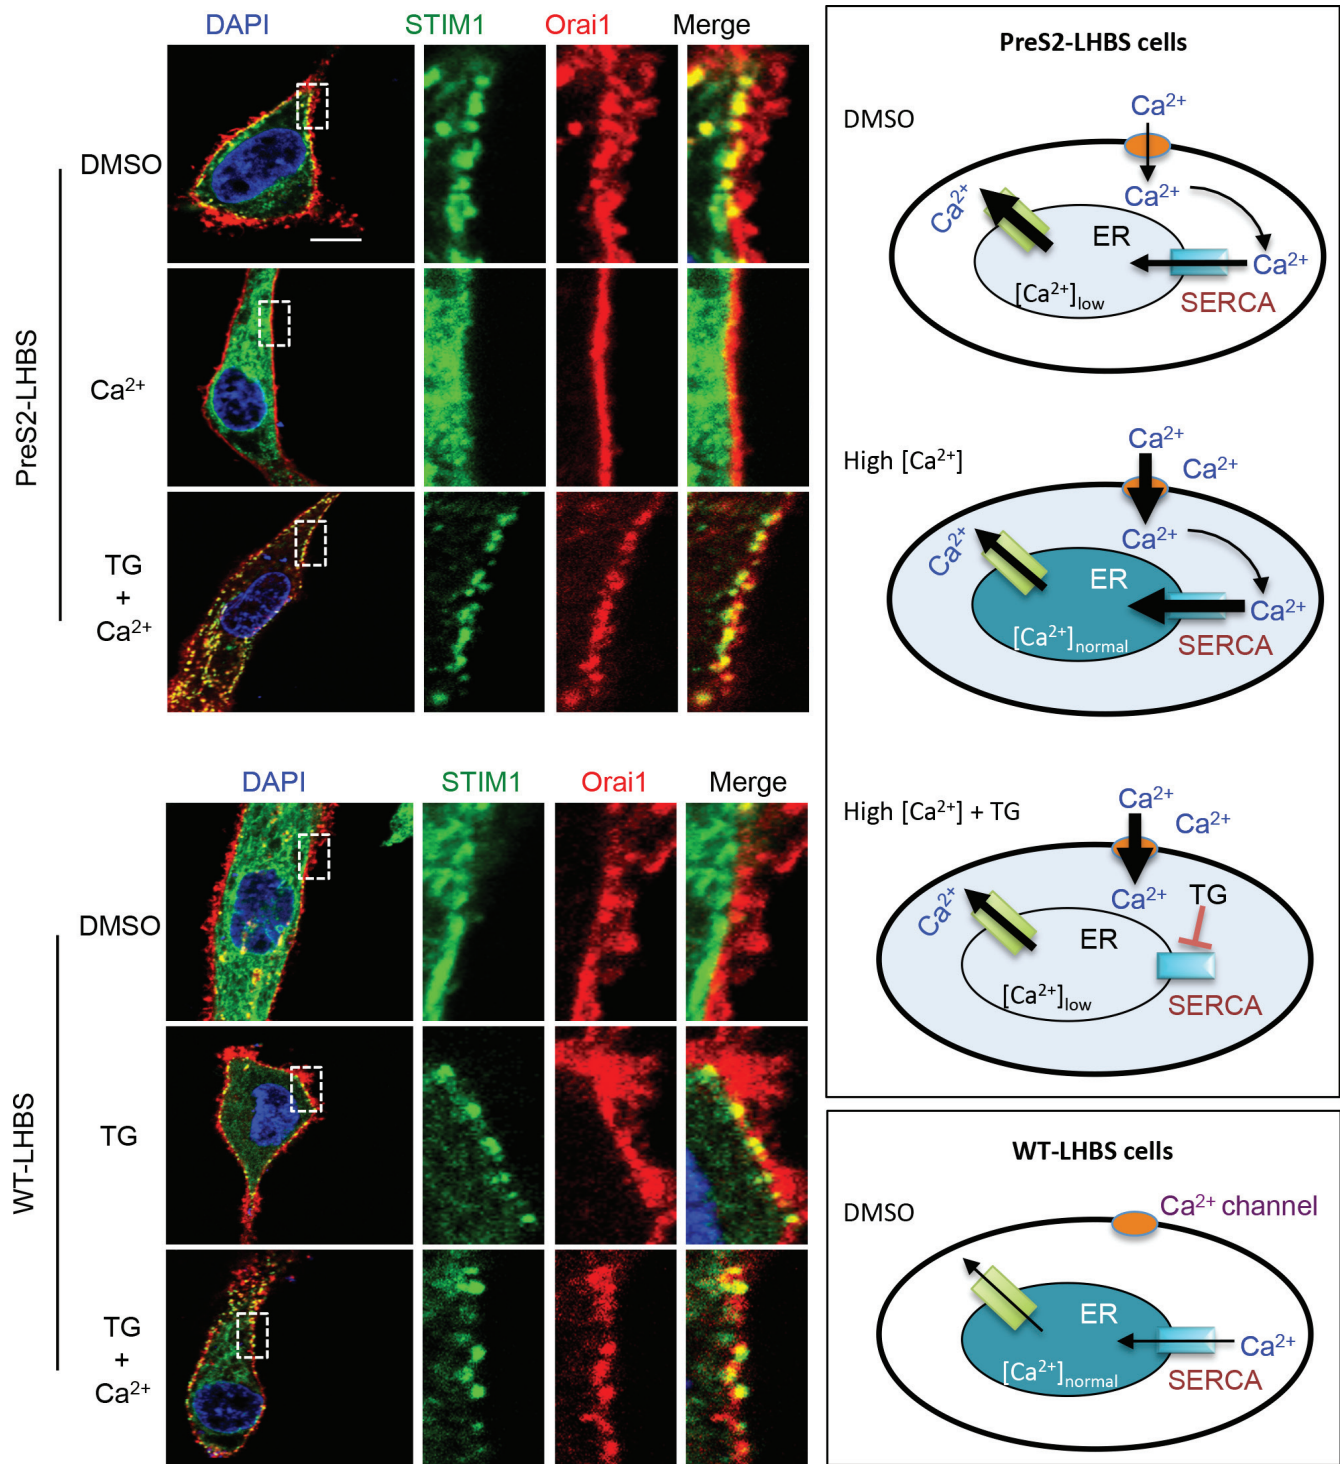 DAPI STIM1 Orai1 Merge
PreS2-LHBS
DMSO
Ca²⁺
TG
+
Ca²⁺
DAPI STIM1 Orai1 Merge
WT-LHBS
DMSO
TG
TG
+
Ca²⁺
PreS2-LHBS cells
DMSO
Ca²⁺
Ca²⁺
Ca²⁺
ER
Ca²⁺
[Ca²⁺]low
SERCA
High [Ca²⁺]
Ca²⁺
Ca²⁺
Ca²⁺
Ca²⁺
ER
Ca²⁺
[Ca²⁺]normal
SERCA
High [Ca²⁺] + TG
Ca²⁺
Ca²⁺
Ca²⁺
Ca²⁺
TG
ER
[Ca²⁺]low
SERCA
WT-LHBS cells
DMSO
Ca²⁺ channel
ER
Ca²⁺
[Ca²⁺]normal
SERCA